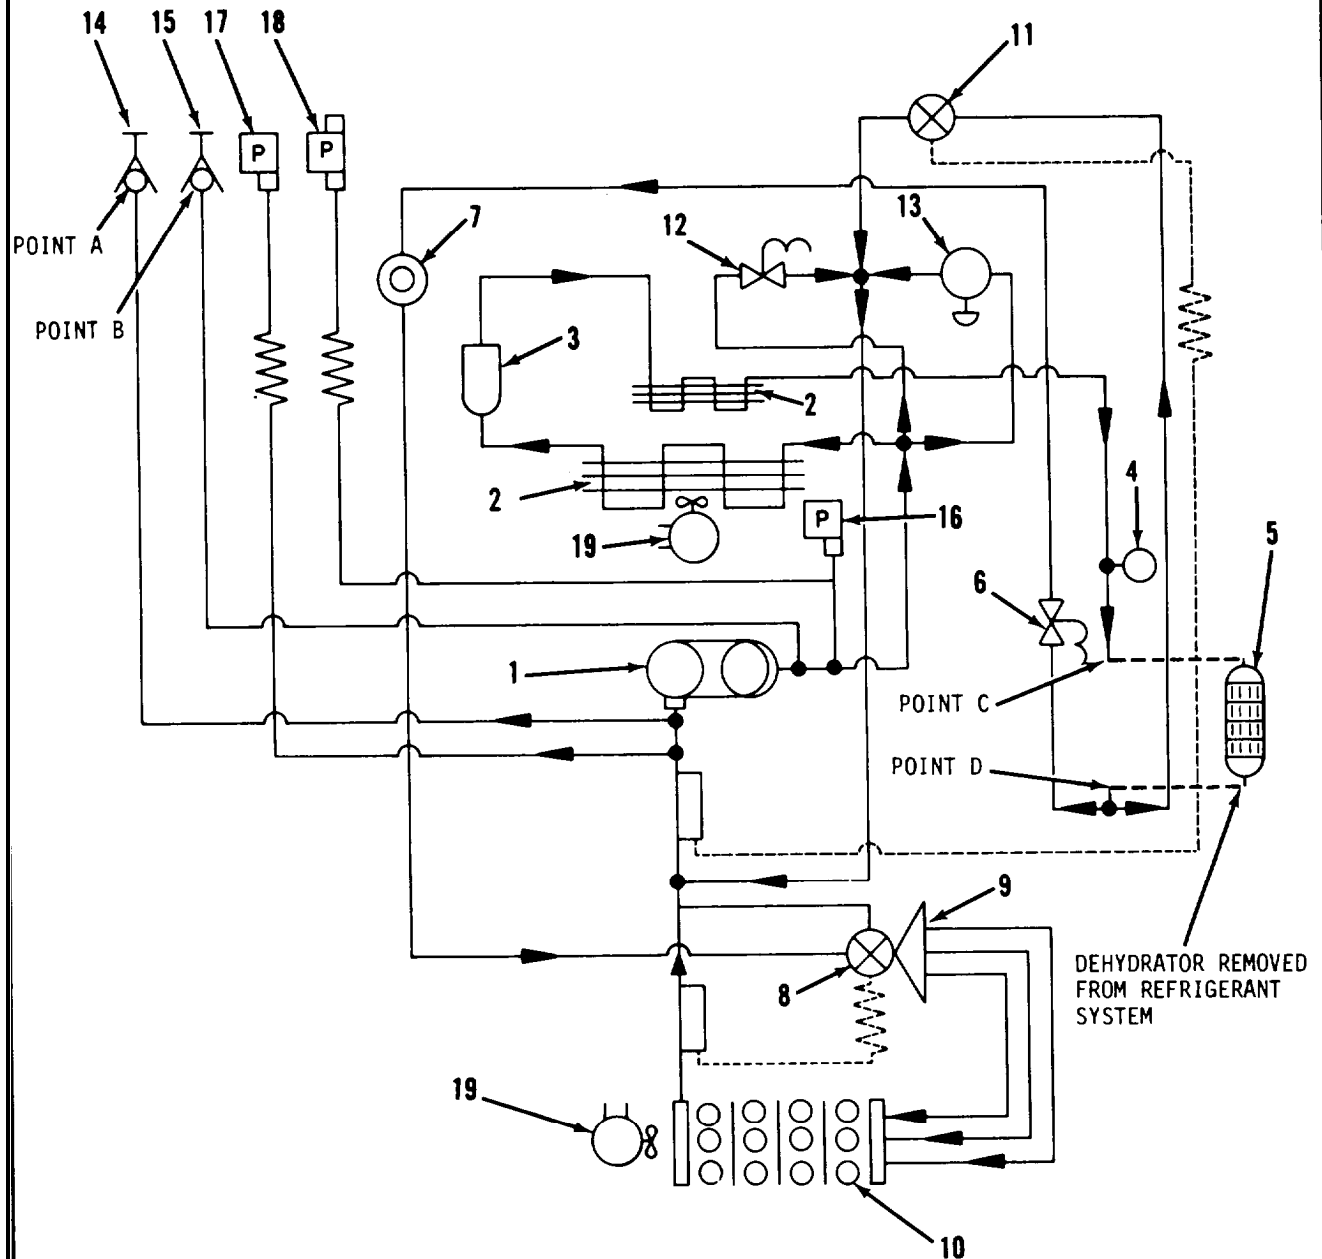 14 15 17 18 11
P P
POINT A
7
12
13
POINT B
3
2
4
2
P
16
5
19
6
1
POINT C
POINT D
9
8
DEHYDRATOR REMOVED
FROM REFRIGERANT
SYSTEM
19
10